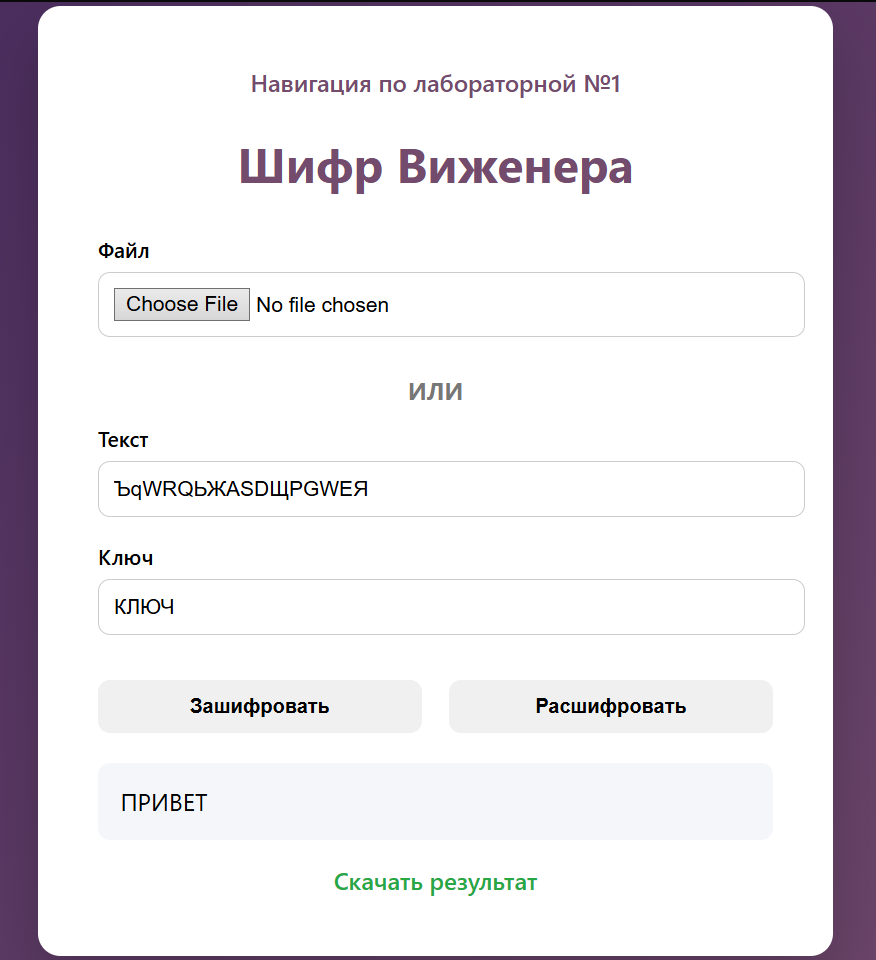 Навигация по лабораторной №1
Шифр Виженера
Файл
Choose File No file chosen
ИЛИ
Текст
ЪqWRQЬЖASDЩPGWEЯ
Ключ
КЛЮЧ
Зашифровать Расшифровать
ПРИВЕТ
Скачать результат